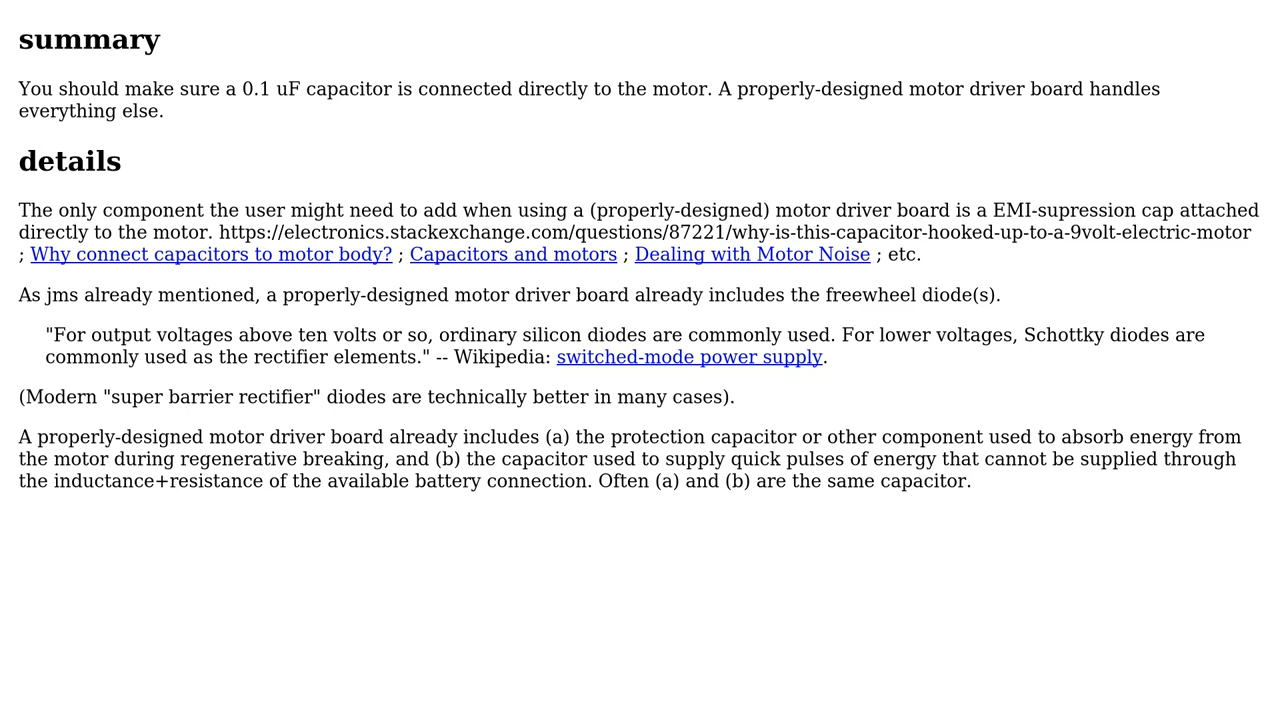 summary
You should make sure a 0.1 uF capacitor is connected directly to the motor. A properly-designed motor driver board handles
everything else.
details
The only component the user might need to add when using a (properly-designed) motor driver board is a EMI-supression cap attached
directly to the motor. https://electronics.stackexchange.com/questions/87221/why-is-this-capacitor-hooked-up-to-a-9volt-electric-motor
; Why connect capacitors to motor body? ; Capacitors and motors ; Dealing with Motor Noise ; etc.
As jms already mentioned, a properly-designed motor driver board already includes the freewheel diode(s).
"For output voltages above ten volts or so, ordinary silicon diodes are commonly used. For lower voltages, Schottky diodes are
commonly used as the rectifier elements." -- Wikipedia: switched-mode power supply.
(Modern "super barrier rectifier" diodes are technically better in many cases).
A properly-designed motor driver board already includes (a) the protection capacitor or other component used to absorb energy from
the motor during regenerative breaking, and (b) the capacitor used to supply quick pulses of energy that cannot be supplied through
the inductance+resistance of the available battery connection. Often (a) and (b) are the same capacitor.